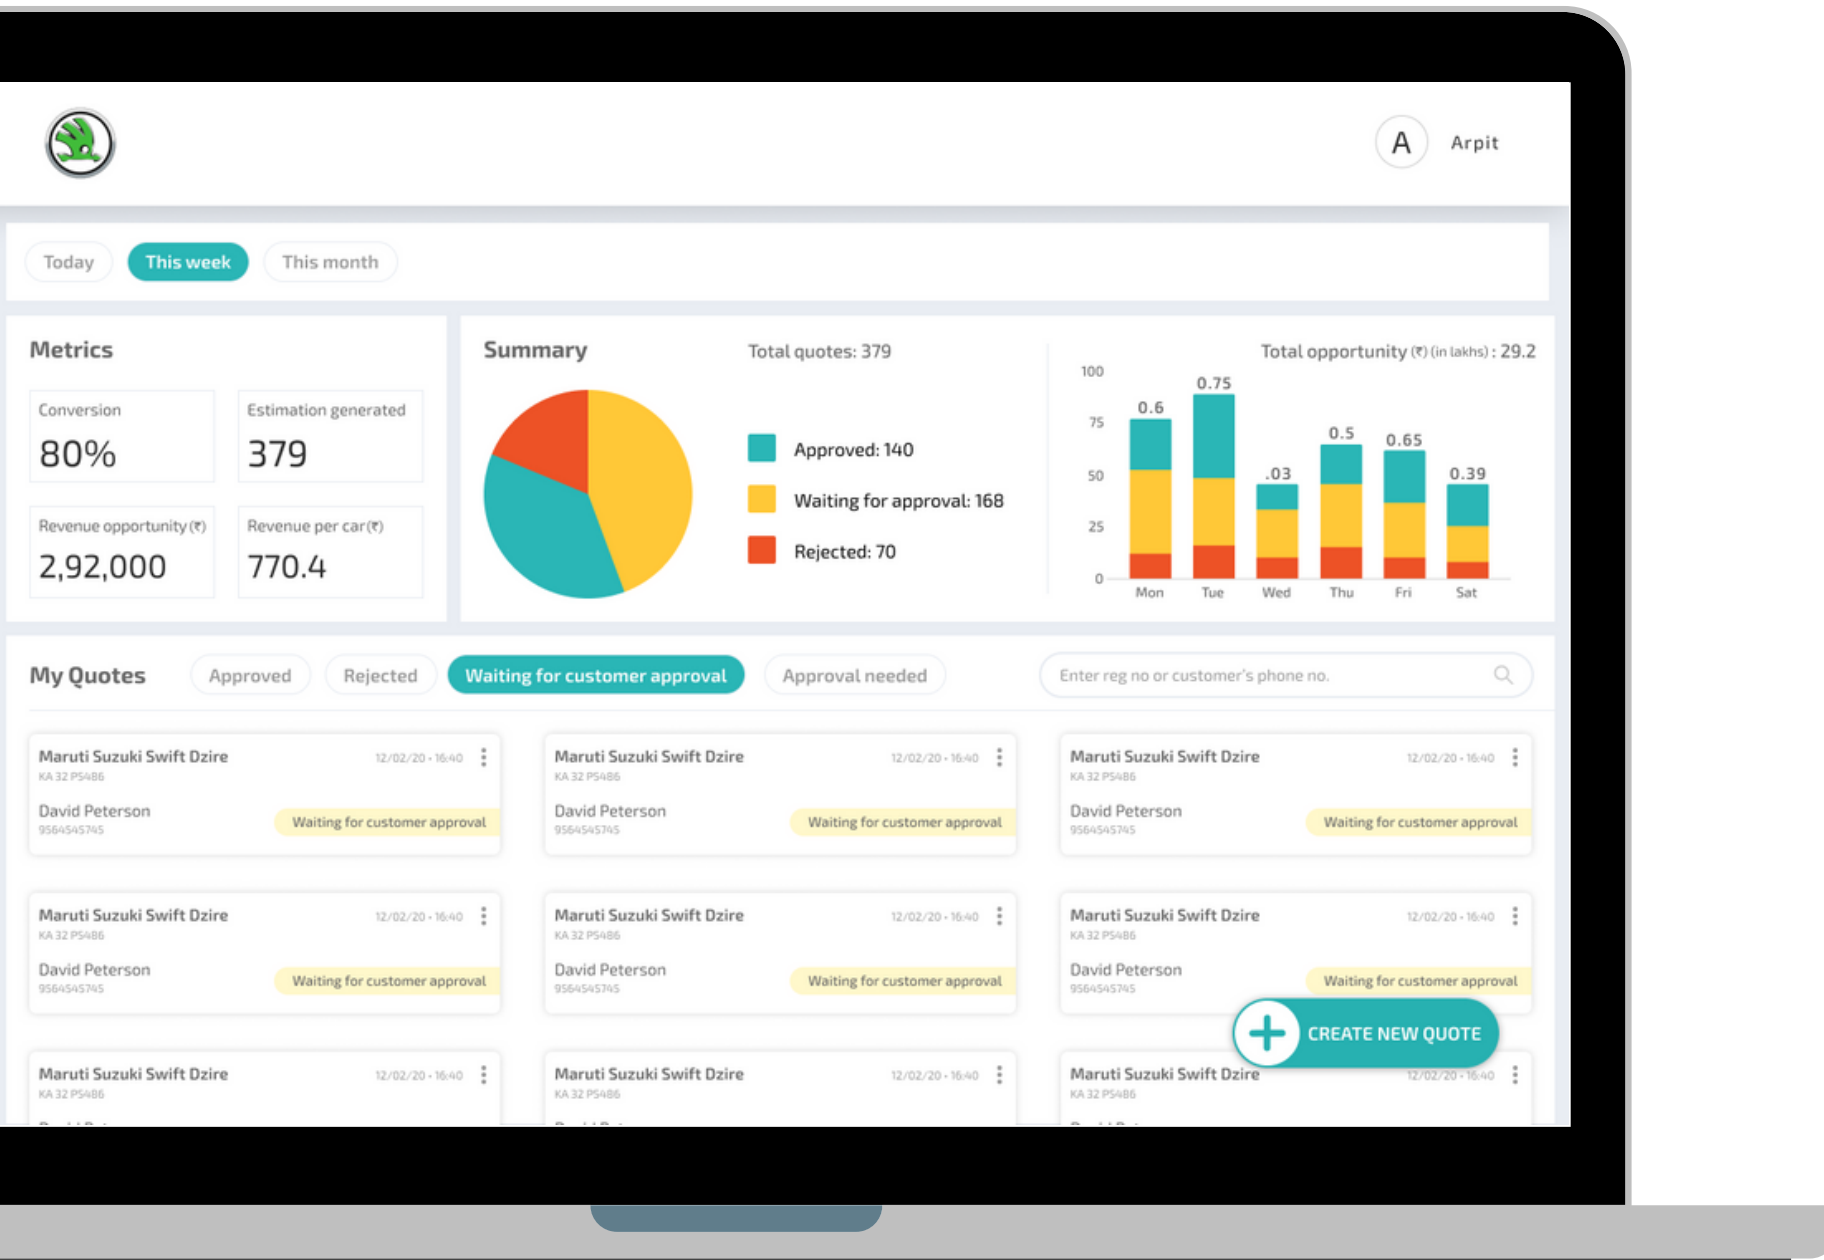 A
Arpit
Today
This week
This month
Metrics
Conversion
80%
Estimation generated
379
Revenue opportunity (₹)
2,92,000
Revenue per car(₹)
770.4
Summary
Total quotes: 379
Approved: 140
Waiting for approval: 168
Rejected: 70
Total opportunity (₹) (in lakhs) : 29.2
100
75
50
25
0
0.6
0.75
.03
0.5
0.65
0.39
Mon
Tue
Wed
Thu
Fri
Sat
My Quotes
Approved
Rejected
Waiting for customer approval
Approval needed
Enter reg no or customer's phone no.
Maruti Suzuki Swift Dzire
12/02/20 - 16:40
KA 32 P5486
David Peterson
9564545745
Waiting for customer approval
Maruti Suzuki Swift Dzire
12/02/20 - 16:40
KA 32 P5486
David Peterson
9564545745
Waiting for customer approval
Maruti Suzuki Swift Dzire
12/02/20 - 16:40
KA 32 P5486
David Peterson
9564545745
Waiting for customer approval
Maruti Suzuki Swift Dzire
12/02/20 - 16:40
KA 32 P5486
David Peterson
9564545745
Waiting for customer approval
Maruti Suzuki Swift Dzire
12/02/20 - 16:40
KA 32 P5486
David Peterson
9564545745
Waiting for customer approval
Maruti Suzuki Swift Dzire
12/02/20 - 16:40
KA 32 P5486
David Peterson
9564545745
Waiting for customer approval
CREATE NEW QUOTE
Maruti Suzuki Swift Dzire
12/02/20 - 16:40
KA 32 P5486
Maruti Suzuki Swift Dzire
12/02/20 - 16:40
KA 32 P5486
Maruti Suzuki Swift Dzire
12/02/20 - 16:40
KA 32 P5486